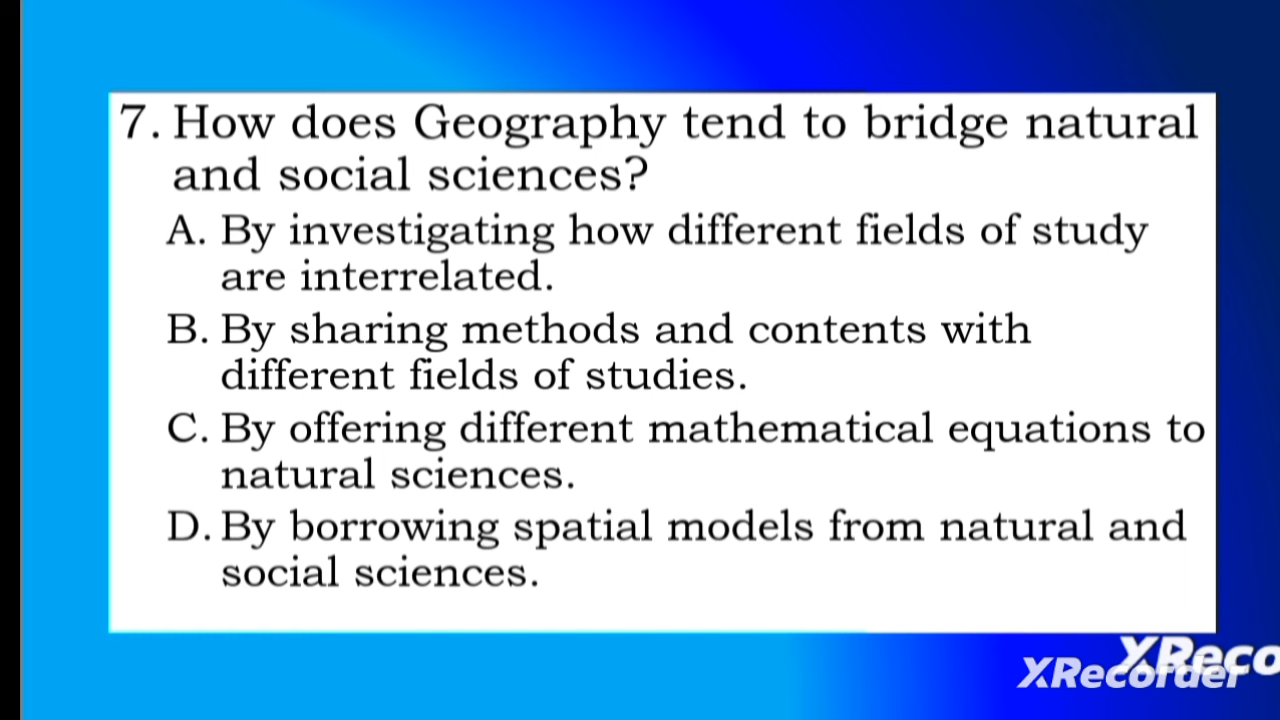 7. How does Geography tend to bridge natural
and social sciences?
A. By investigating how different fields of study
are interrelated.
B. By sharing methods and contents with
different fields of studies.
C. By offering different mathematical equations to
natural sciences.
D. By borrowing spatial models from natural and
social sciences.
XReco
XRecorder